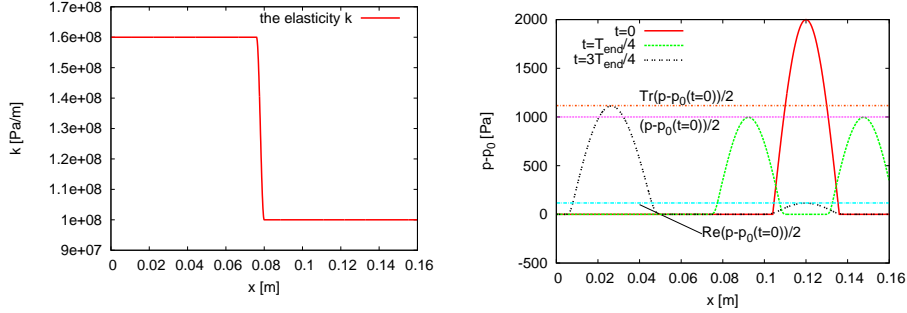 the elasticity k
1.7e+08
1.6e+08
1.5e+08
1.4e+08
1.3e+08
1.2e+08
1.1e+08
1e+08
9e+07
k [Pa/m]
0 0.02 0.04 0.06 0.08 0.1 0.12 0.14 0.16
x [m]
t=0
t=T_end/4
t=3T_end/4
2000
1500
1000
500
0
-500
p-p_0 [Pa]
Tr(p-p_0(t=0))/2
(p-p_0(t=0))/2
Re(p-p_0(t=0))/2
0 0.02 0.04 0.06 0.08 0.1 0.12 0.14 0.16
x [m]